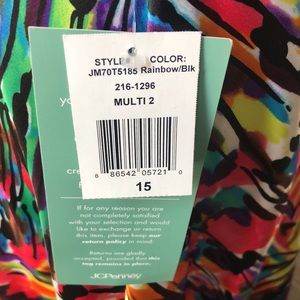 STYLE COLOR:
JM70T5185 Rainbow/Blk
216-1296
MULTI 2
8 86542 05721 0
15
If for any reason you are
not completely satisfied
with your selection and would
like to exchange or return
this item, please keep our
return policy in mind:
Returns are gladly
accepted, pounded that this
tag remains in place.
JCPenney